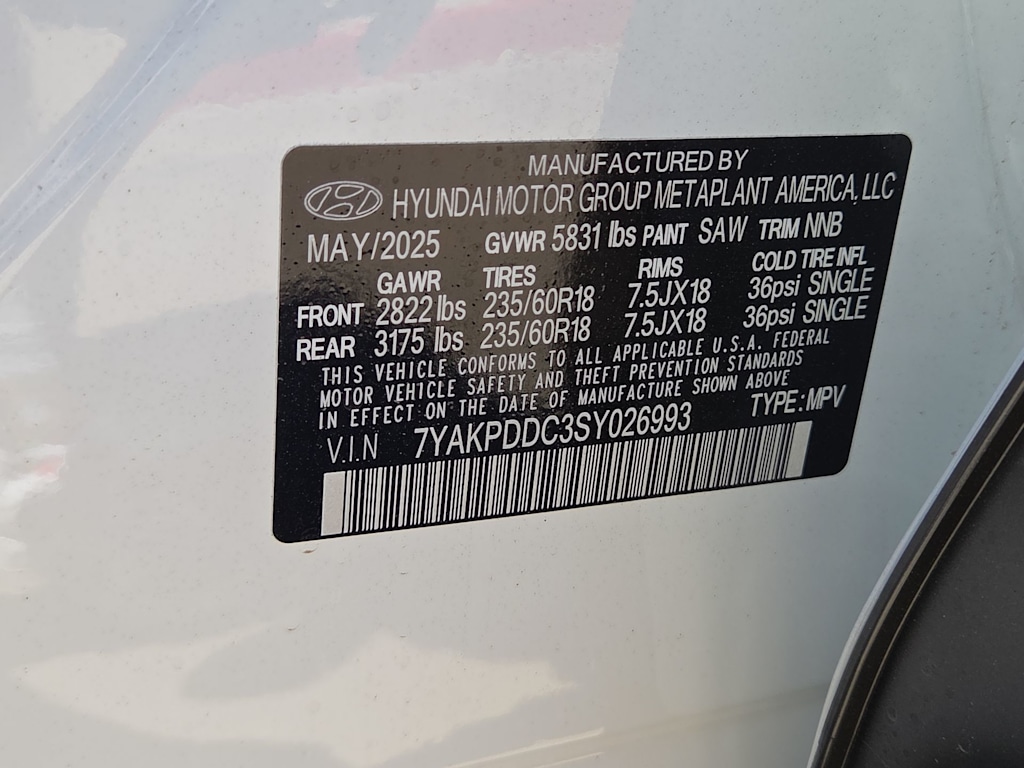 MANUFACTURED BY
HYUNDAI MOTOR GROUP METAPLANT AMERICA, LLC
MAY/2025 GVWR 5831 lbs PAINT SAW TRIM NNB
GAWR TIRES RIMS COLD TIRE INFL
FRONT 2822 lbs 235/60R18 7.5JX18 36psi SINGLE
REAR 3175 lbs 235/60R18 7.5JX18 36psi SINGLE
THIS VEHICLE CONFORMS TO ALL APPLICABLE U.S.A. FEDERAL
MOTOR VEHICLE SAFETY AND THEFT PREVENTION STANDARDS
IN EFFECT ON THE DATE OF MANUFACTURE SHOWN ABOVE
V.I.N 7YAKPDDC3SY026993 TYPE: MPV